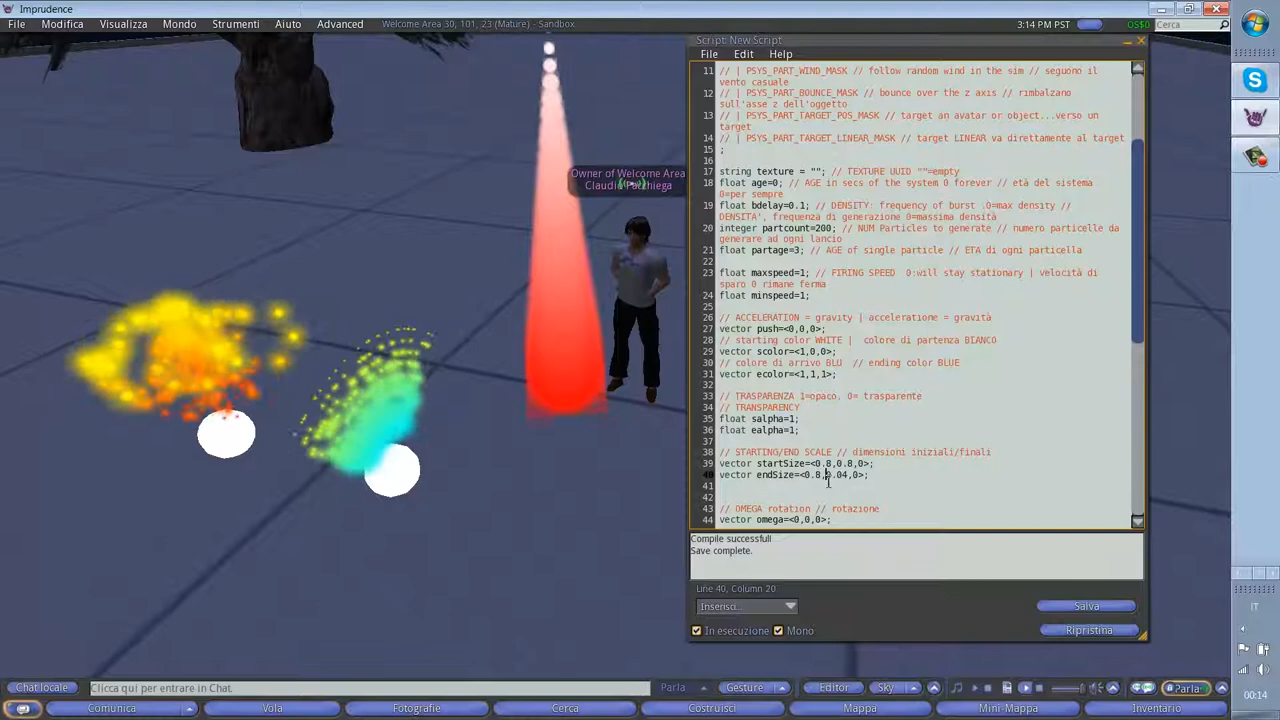 Imprudence
File Modifica Visualizza Mondo Strumenti Aiuto Advanced Welcome Area 30, 101, 23 (Mature) - Sandbox 3:14 PM PST OS$0 Cerca
Owner of Welcome Area
Claudia
Script: New Script
File Edit Help
11 // | PSYS_PART_WIND_MASK // follow random wind in the sim // seguono il
vento casuale
12 // | PSYS_PART_BOUNCE_MASK // bounce over the z axis // rimbalzano
sull'asse z dell'oggetto
13 // | PSYS_PART_TARGET_POS_MASK // target an avatar or object...verso un
target
14 // | PSYS_PART_TARGET_LINEAR_MASK // target LINEAR va direttamente al target
15 ;
16
17 string texture = ""; // TEXTURE UUID ""=empty
18 float age=0; // AGE in secs of the system 0 forever // età del sistema
0=per sempre
19 float bdelay=0.1; // DENSITY: frequency of burst .0=max density //
DENSITA', frequenza di generazione 0=massima densità
20 integer partcount=200; // NUM Particles to generate // numero particelle da
generare ad ogni lancio
21 float partage=3; // AGE of single particle // ETA di ogni particella
22
23 float maxspeed=1; // FIRING SPEED 0:will stay stationary | velocità di
sparo 0 rimane ferma
24 float minspeed=1;
25
26 // ACCELERATION = gravity | acceleratione = gravità
27 vector push=<0,0,0>;
28 // starting color WHITE | colore di partenza BIANCO
29 vector scolor=<1,0,0>;
30 // colore di arrivo BLU // ending color BLUE
31 vector ecolor=<1,1,1>;
32
33 // TRASPARENZA 1=opaco. 0= trasparente
34 // TRANSPARENCY
35 float salpha=1;
36 float ealpha=1;
37
38 // STARTING/END SCALE // dimensioni iniziali/finali
39 vector startSize=<0.8,0.8,0>;
40 vector endSize=<0.8,0.04,0>;
41
42
43 // OMEGA rotation // rotazione
44 vector omega=<0,0,0>;
Compile successfull
Save complete.
Line 40, Column 20
Inserisci... Salva
In esecuzione Mono Ripristina
IT
Chat locale Clicca qui per entrare in Chat. Parla Gesture Editor Sky Parla
00:14
Comunica Vola Fotografie Cerca Costruisci Mappa Mini-Mappa Inventario